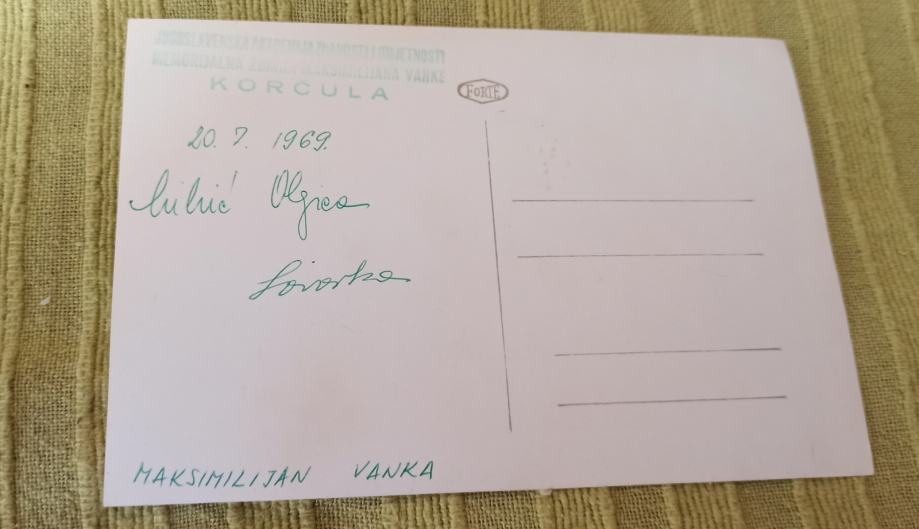 JUGOSLAVENSKA AKADEMIJA ZNANOSTI I UMJETNOSTI
MEMORIJALNA ZBIRKA MAKSIMILIJANA VANKE
KORCULA
FORTE
20. 7. 1969.
Olgica
Lovorka
MAKSIMILIJAN VANKA